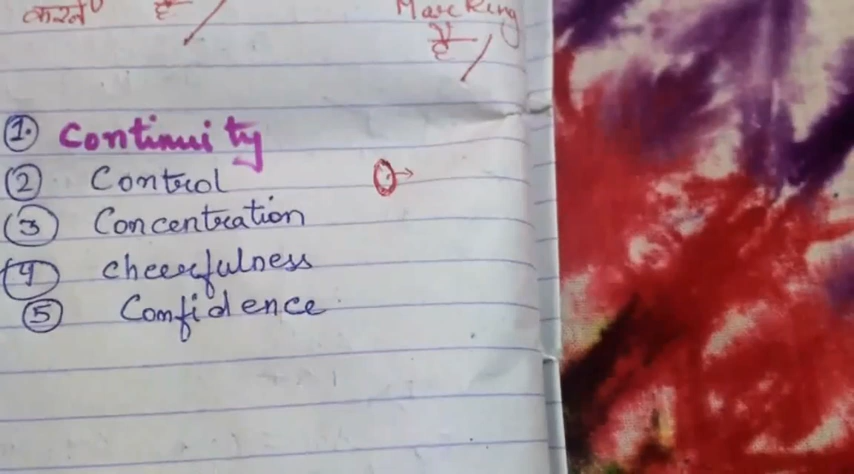 करने है /
Marking
है /
① Continuity
② Control
③ Concentration
④ Cheerfulness
⑤ Confidence